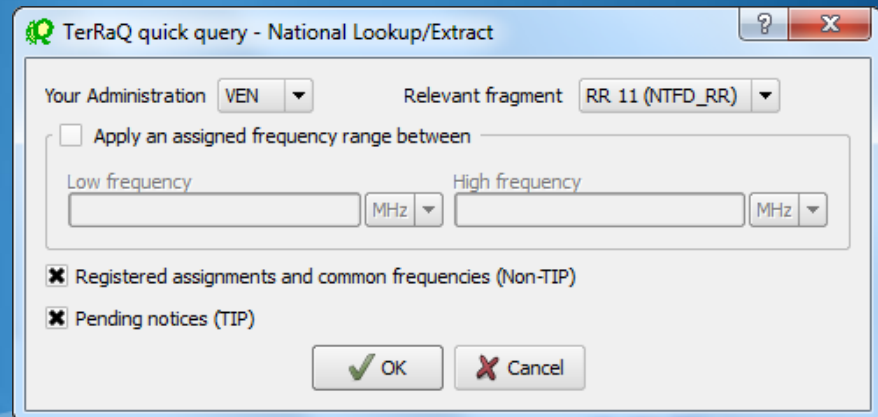 TerRaQ quick query - National Lookup/Extract
Your Administration VEN Relevant fragment RR 11 (NTFD_RR)
Apply an assigned frequency range between
Low frequency High frequency
MHz MHz
Registered assignments and common frequencies (Non-TIP)
Pending notices (TIP)
OK Cancel